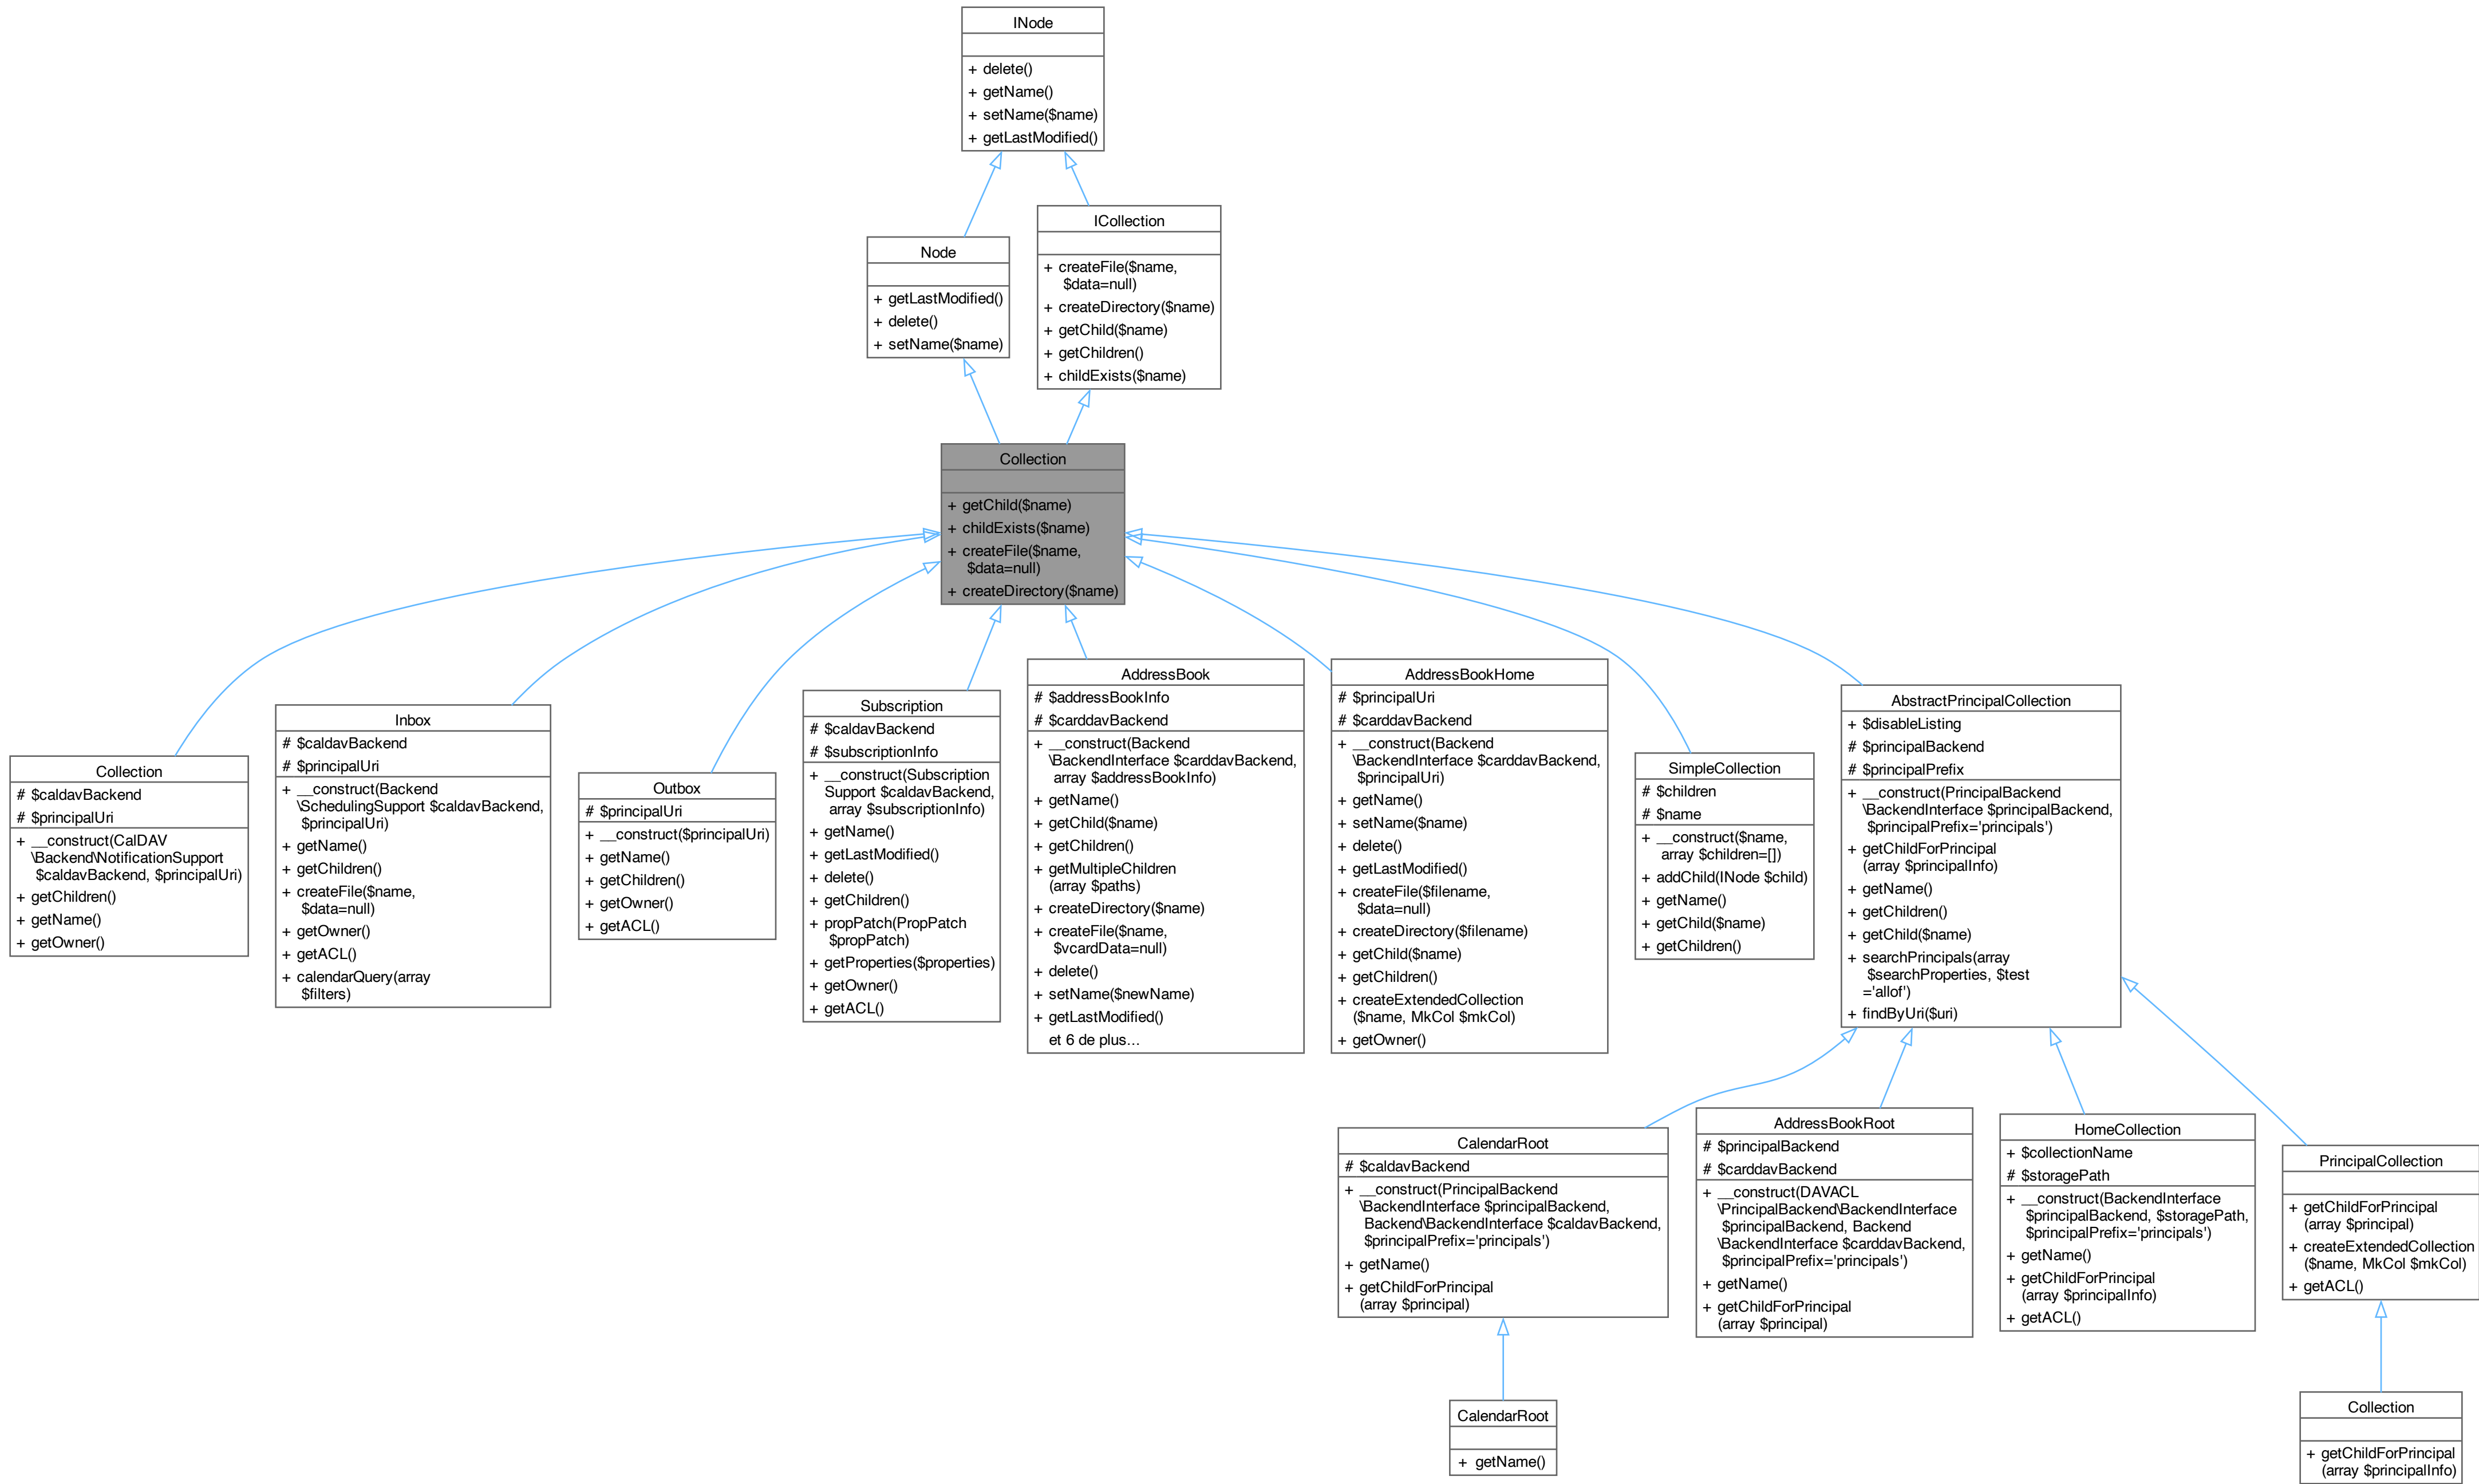 INode
+ delete()
+ getName()
+ setName($name)
+ getLastModified()
Node
+ getLastModified()
+ delete()
+ setName($name)
ICollection
+ createFile($name,
$data=null)
+ createDirectory($name)
+ getChild($name)
+ getChildren()
+ childExists($name)
Collection
+ getChild($name)
+ childExists($name)
+ createFile($name,
$data=null)
+ createDirectory($name)
Collection
# $caldavBackend
# $principalUri
+ __construct(CalDAV
\Backend\NotificationSupport
$caldavBackend, $principalUri)
+ getChildren()
+ getName()
+ getOwner()
Inbox
# $caldavBackend
# $principalUri
+ __construct(Backend
\SchedulingSupport $caldavBackend,
$principalUri)
+ getName()
+ getChildren()
+ createFile($name,
$data=null)
+ getOwner()
+ getACL()
+ calendarQuery(array
$filters)
Outbox
# $principalUri
+ __construct($principalUri)
+ getName()
+ getChildren()
+ getOwner()
+ getACL()
Subscription
# $caldavBackend
# $subscriptionInfo
+ __construct(Subscription
Support $caldavBackend,
array $subscriptionInfo)
+ getName()
+ getLastModified()
+ delete()
+ getChildren()
+ propPatch(PropPatch
$propPatch)
+ getProperties($properties)
+ getOwner()
+ getACL()
AddressBook
# $addressBookInfo
# $carddavBackend
+ __construct(Backend
\BackendInterface $carddavBackend,
array $addressBookInfo)
+ getName()
+ getChild($name)
+ getChildren()
+ getMultipleChildren
(array $paths)
+ createDirectory($name)
+ createFile($name,
$vcardData=null)
+ delete()
+ setName($newName)
+ getLastModified()
et 6 de plus...
AddressBookHome
# $principalUri
# $carddavBackend
+ __construct(Backend
\BackendInterface $carddavBackend,
$principalUri)
+ getName()
+ setName($name)
+ delete()
+ getLastModified()
+ createFile($filename,
$data=null)
+ createDirectory($filename)
+ getChild($name)
+ getChildren()
+ createExtendedCollection
($name, MkCol $mkCol)
+ getOwner()
SimpleCollection
# $children
# $name
+ __construct($name,
array $children=[])
+ addChild(INode $child)
+ getName()
+ getChild($name)
+ getChildren()
AbstractPrincipalCollection
+ $disableListing
# $principalBackend
# $principalPrefix
+ __construct(PrincipalBackend
\BackendInterface $principalBackend,
$principalPrefix='principals')
+ getChildForPrincipal
(array $principalInfo)
+ getName()
+ getChildren()
+ getChild($name)
+ searchPrincipals(array
$searchProperties, $test
='allof')
+ findByUri($uri)
CalendarRoot
# $caldavBackend
+ __construct(PrincipalBackend
\BackendInterface $principalBackend,
Backend\BackendInterface $caldavBackend,
$principalPrefix='principals')
+ getName()
+ getChildForPrincipal
(array $principal)
AddressBookRoot
# $principalBackend
# $carddavBackend
+ __construct(DAVACL
\PrincipalBackend\BackendInterface
$principalBackend, Backend
\BackendInterface $carddavBackend,
$principalPrefix='principals')
+ getName()
+ getChildForPrincipal
(array $principal)
HomeCollection
+ $collectionName
# $storagePath
+ __construct(BackendInterface
$principalBackend, $storagePath,
$principalPrefix='principals')
+ getName()
+ getChildForPrincipal
(array $principalInfo)
+ getACL()
PrincipalCollection
+ getChildForPrincipal
(array $principal)
+ createExtendedCollection
($name, MkCol $mkCol)
+ getACL()
CalendarRoot
+ getName()
Collection
+ getChildForPrincipal
(array $principalInfo)